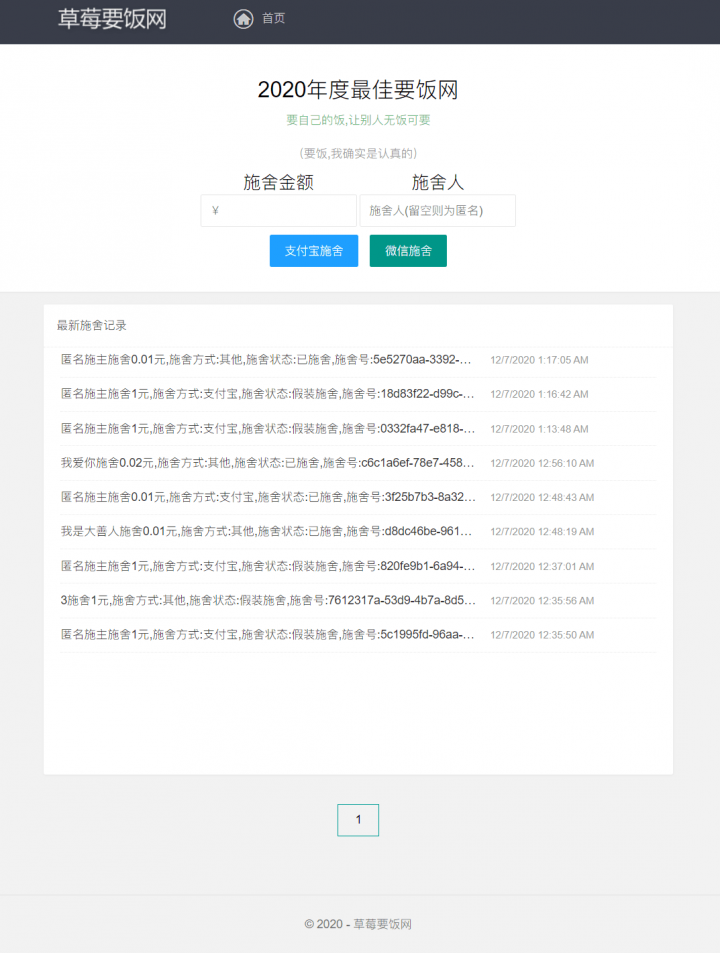 草莓要饭网 首页
2020年度最佳要饭网
要自己的饭,让别人无饭可要
(要饭,我确实是认真的)
施舍金额 施舍人
¥ 施舍人(留空则为匿名)
支付宝施舍 微信施舍
最新施舍记录
匿名施主施舍0.01元,施舍方式:其他,施舍状态:已施舍,施舍号:5e5270aa-3392-... 12/7/2020 1:17:05 AM
匿名施主施舍1元,施舍方式:支付宝,施舍状态:假装施舍,施舍号:18d83f22-d99c-... 12/7/2020 1:16:42 AM
匿名施主施舍1元,施舍方式:支付宝,施舍状态:假装施舍,施舍号:0332fa47-e818-... 12/7/2020 1:13:48 AM
我爱你施舍0.02元,施舍方式:其他,施舍状态:已施舍,施舍号:c6c1a6ef-78e7-458... 12/7/2020 12:56:10 AM
匿名施主施舍0.01元,施舍方式:支付宝,施舍状态:已施舍,施舍号:3f25b7b3-8a32... 12/7/2020 12:48:43 AM
我是大善人施舍0.01元,施舍方式:其他,施舍状态:已施舍,施舍号:d8dc46be-961... 12/7/2020 12:48:19 AM
匿名施主施舍1元,施舍方式:支付宝,施舍状态:假装施舍,施舍号:820fe9b1-6a94-... 12/7/2020 12:37:01 AM
3施舍1元,施舍方式:其他,施舍状态:假装施舍,施舍号:7612317a-53d9-4b7a-8d5... 12/7/2020 12:35:56 AM
匿名施主施舍1元,施舍方式:支付宝,施舍状态:假装施舍,施舍号:5c1995fd-96aa-... 12/7/2020 12:35:50 AM
1
© 2020 - 草莓要饭网